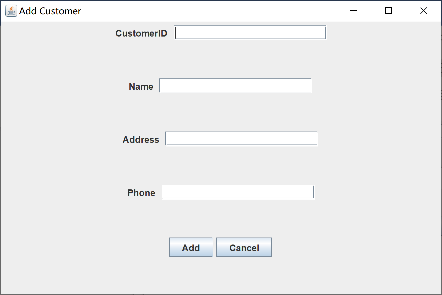 Add Customer
CustomerID
Name
Address
Phone
Add Cancel